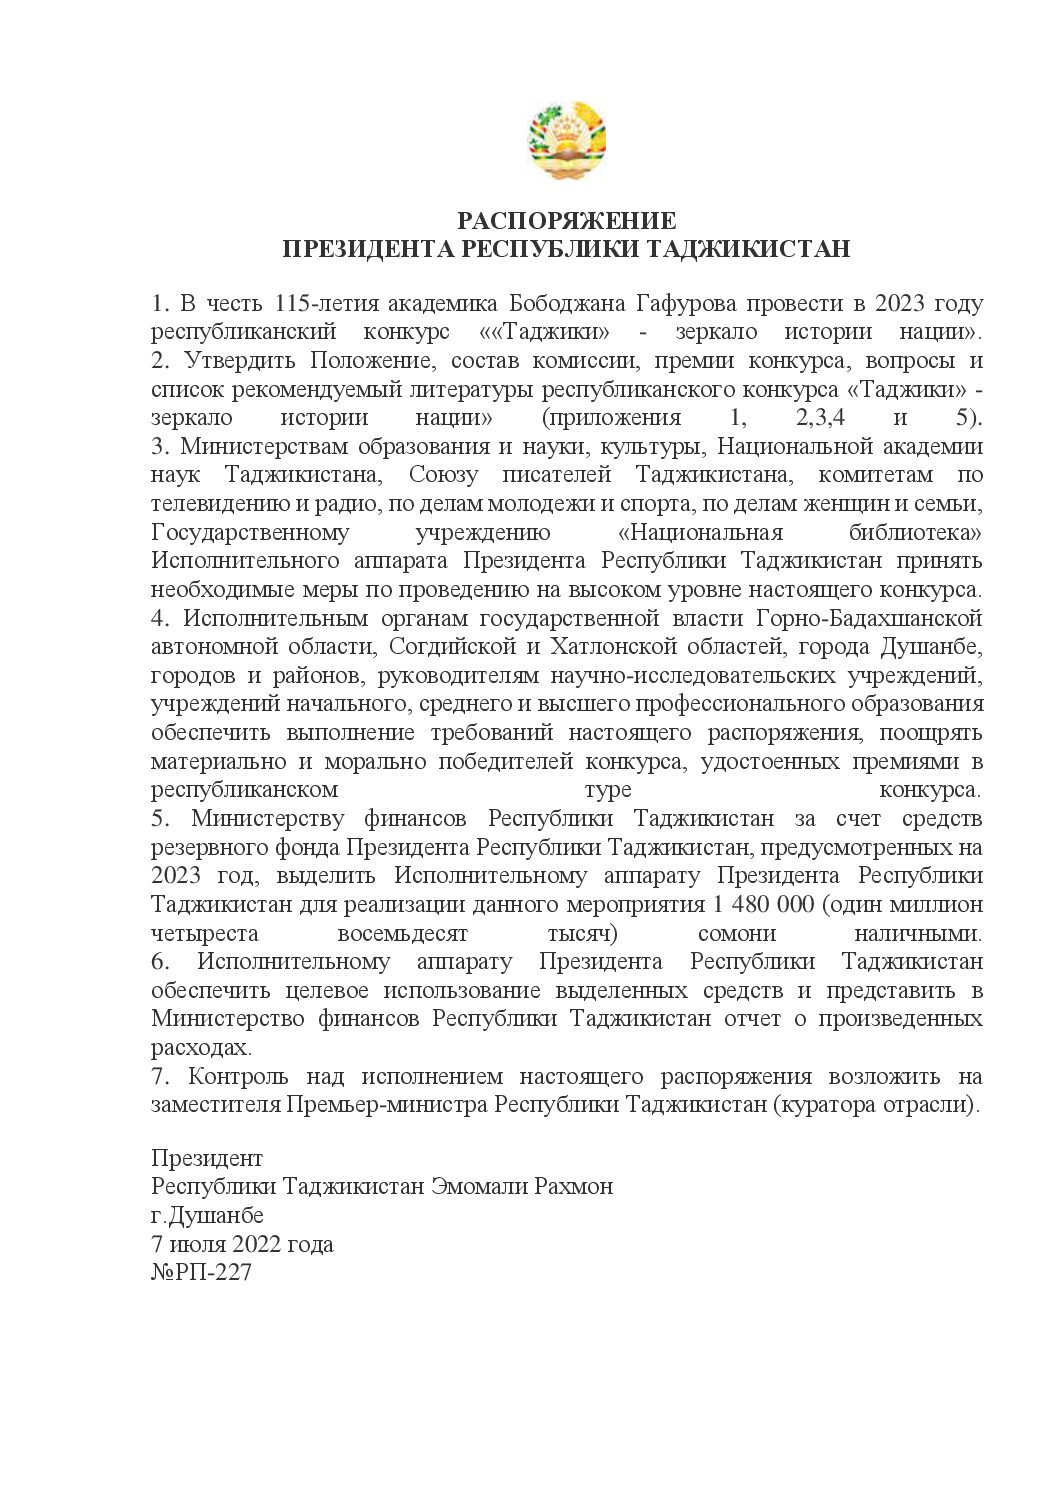 РАСПОРЯЖЕНИЕ
ПРЕЗИДЕНТА РЕСПУБЛИКИ ТАДЖИКИСТАН
1. В честь 115-летия академика Бободжана Гафурова провести в 2023 году
республиканский конкурс ««Таджики» - зеркало истории нации».
2. Утвердить Положение, состав комиссии, премии конкурса, вопросы и
список рекомендуемый литературы республиканского конкурса «Таджики» -
зеркало истории нации» (приложения 1, 2,3,4 и 5).
3. Министерствам образования и науки, культуры, Национальной академии
наук Таджикистана, Союзу писателей Таджикистана, комитетам по
телевидению и радио, по делам молодежи и спорта, по делам женщин и семьи,
Государственному учреждению «Национальная библиотека»
Исполнительного аппарата Президента Республики Таджикистан принять
необходимые меры по проведению на высоком уровне настоящего конкурса.
4. Исполнительным органам государственной власти Горно-Бадахшанской
автономной области, Согдийской и Хатлонской областей, города Душанбе,
городов и районов, руководителям научно-исследовательских учреждений,
учреждений начального, среднего и высшего профессионального образования
обеспечить выполнение требований настоящего распоряжения, поощрять
материально и морально победителей конкурса, удостоенных премиями в
республиканском туре конкурса.
5. Министерству финансов Республики Таджикистан за счет средств
резервного фонда Президента Республики Таджикистан, предусмотренных на
2023 год, выделить Исполнительному аппарату Президента Республики
Таджикистан для реализации данного мероприятия 1 480 000 (один миллион
четыреста восемьдесят тысяч) сомони наличными.
6. Исполнительному аппарату Президента Республики Таджикистан
обеспечить целевое использование выделенных средств и представить в
Министерство финансов Республики Таджикистан отчет о произведенных
расходах.
7. Контроль над исполнением настоящего распоряжения возложить на
заместителя Премьер-министра Республики Таджикистан (куратора отрасли).
Президент
Республики Таджикистан Эмомали Рахмон
г.Душанбе
7 июля 2022 года
№РП-227